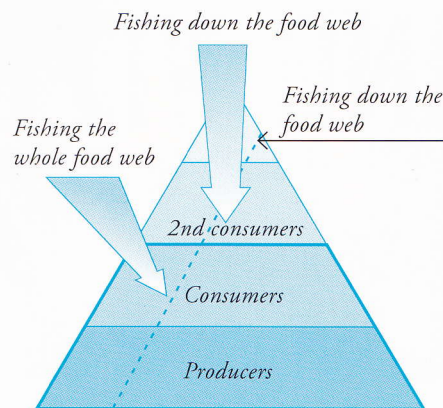 Fishing down the food web
Fishing down the
food web
Fishing the
whole food web
2nd consumers
Consumers
Producers